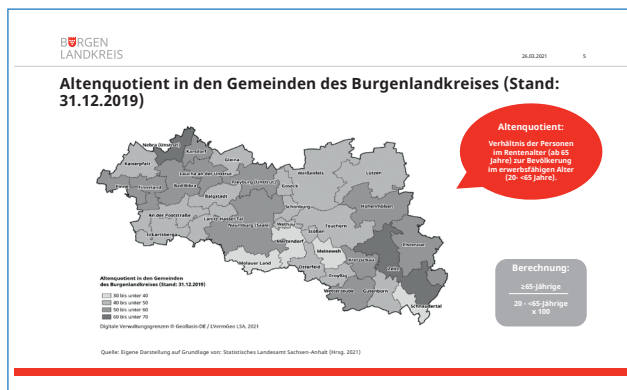 BURGEN
LANDKREIS
26.03.2021
5
Altenquotient in den Gemeinden des Burgenlandkreises (Stand:
31.12.2019)
Altenquotient:
Verhältnis der Personen
im Rentenalter (ab 65
Jahre) zur Bevölkerung
im erwerbsfähigen Alter
(20- <65 Jahre).
Nebra (Unstrut)
Karsdorf
Kaiserpfalz
Gleina
Laucha an der Unstrut
Weißenfels
Lützen
Finne
Finneland
Bad Bibra
Freyburg (Unstrut)
Goseck
Balgstädt
Schönburg
Hohenmölsen
An der Poststraße
Lanitz-Hassel-Tal
Naumburg (Saale)
Wethau
Teuchern
Stößen
Eckartsberga
Mertendorf
Meineweh
Elsteraue
Molauer Land
Osterfeld
Kretzschau
Zeitz
Droyßig
Wetterzeube
Gutenborn
Schnaudertal
Altenquotient in den Gemeinden
des Burgenlandkreises (Stand: 31.12.2019)
30 bis unter 40
40 bis unter 50
50 bis unter 60
60 bis unter 70
Digitale Verwaltungsgrenzen © GeoBasis-DE / LVermGeo LSA, 2021
Berechnung:
≥65-Jährige
20 - <65-Jährige
x 100
Quelle: Eigene Darstellung auf Grundlage von: Statistisches Landesamt Sachsen-Anhalt (Hrsg. 2021)